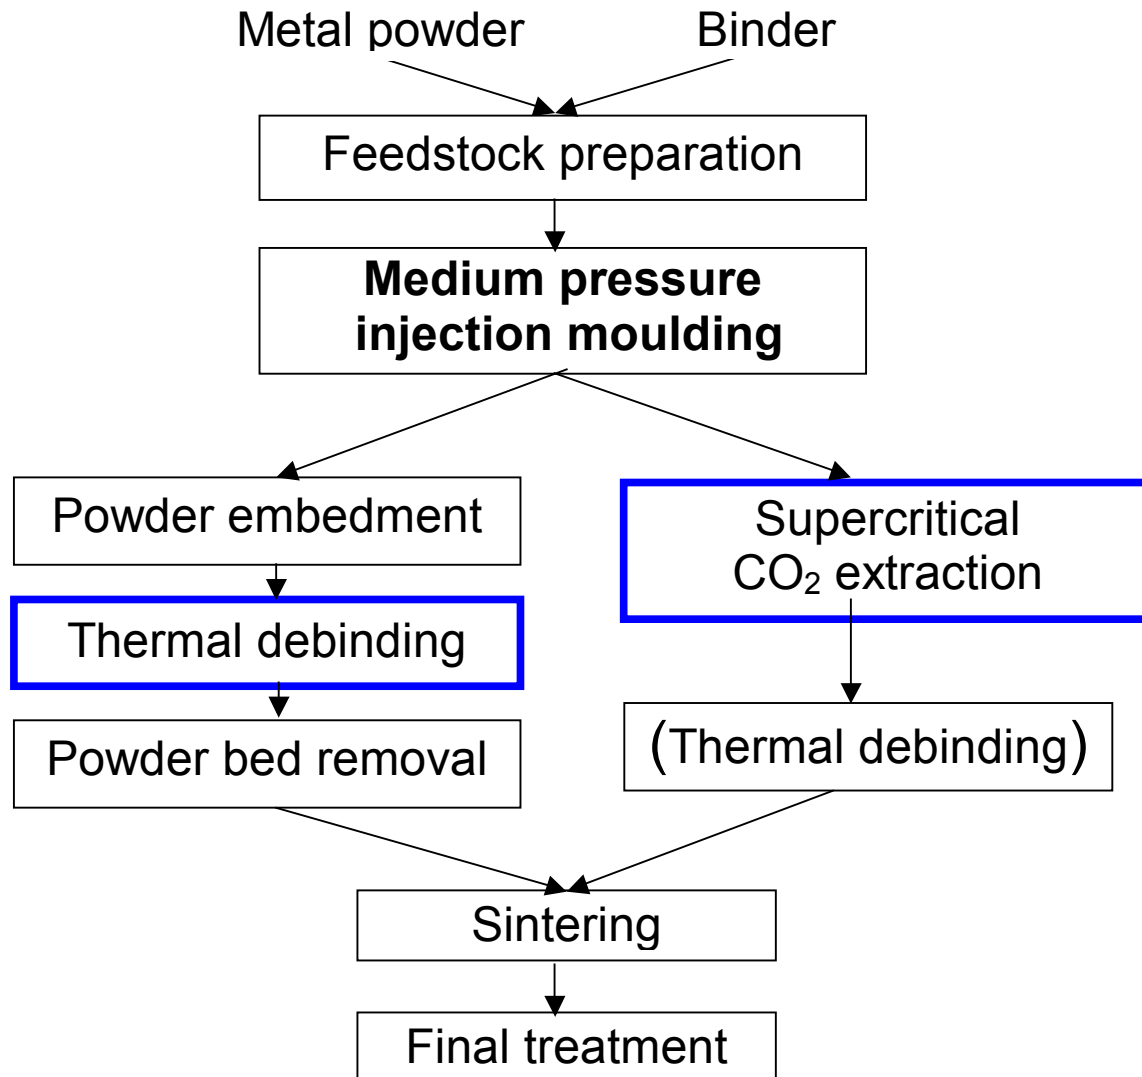 Metal powder
Binder
Feedstock preparation
Medium pressure
injection moulding
Powder embedment
Supercritical
CO₂ extraction
Thermal debinding
Powder bed removal
(Thermal debinding)
Sintering
Final treatment